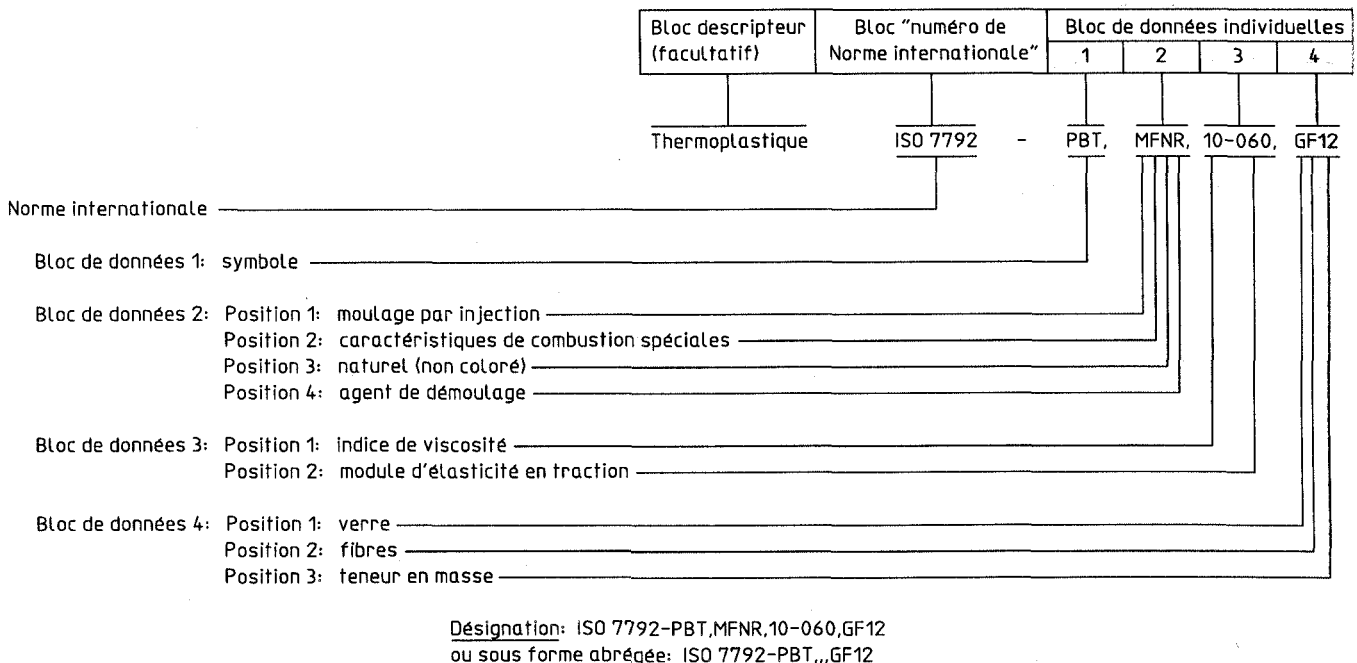 Bloc descripteur
(facultatif)
Bloc "numéro de
Norme internationale"
Bloc de données individuelles
1 2 3 4
Thermoplastique ISO 7792 - PBT, MFNR, 10-060, GF12
Norme internationale
Bloc de données 1: symbole
Bloc de données 2: Position 1: moulage par injection
Position 2: caractéristiques de combustion spéciales
Position 3: naturel (non coloré)
Position 4: agent de démoulage
Bloc de données 3: Position 1: indice de viscosité
Position 2: module d'élasticité en traction
Bloc de données 4: Position 1: verre
Position 2: fibres
Position 3: teneur en masse
Désignation: ISO 7792-PBT,MFNR,10-060,GF12
ou sous forme abrégée: ISO 7792-PBT,,,GF12